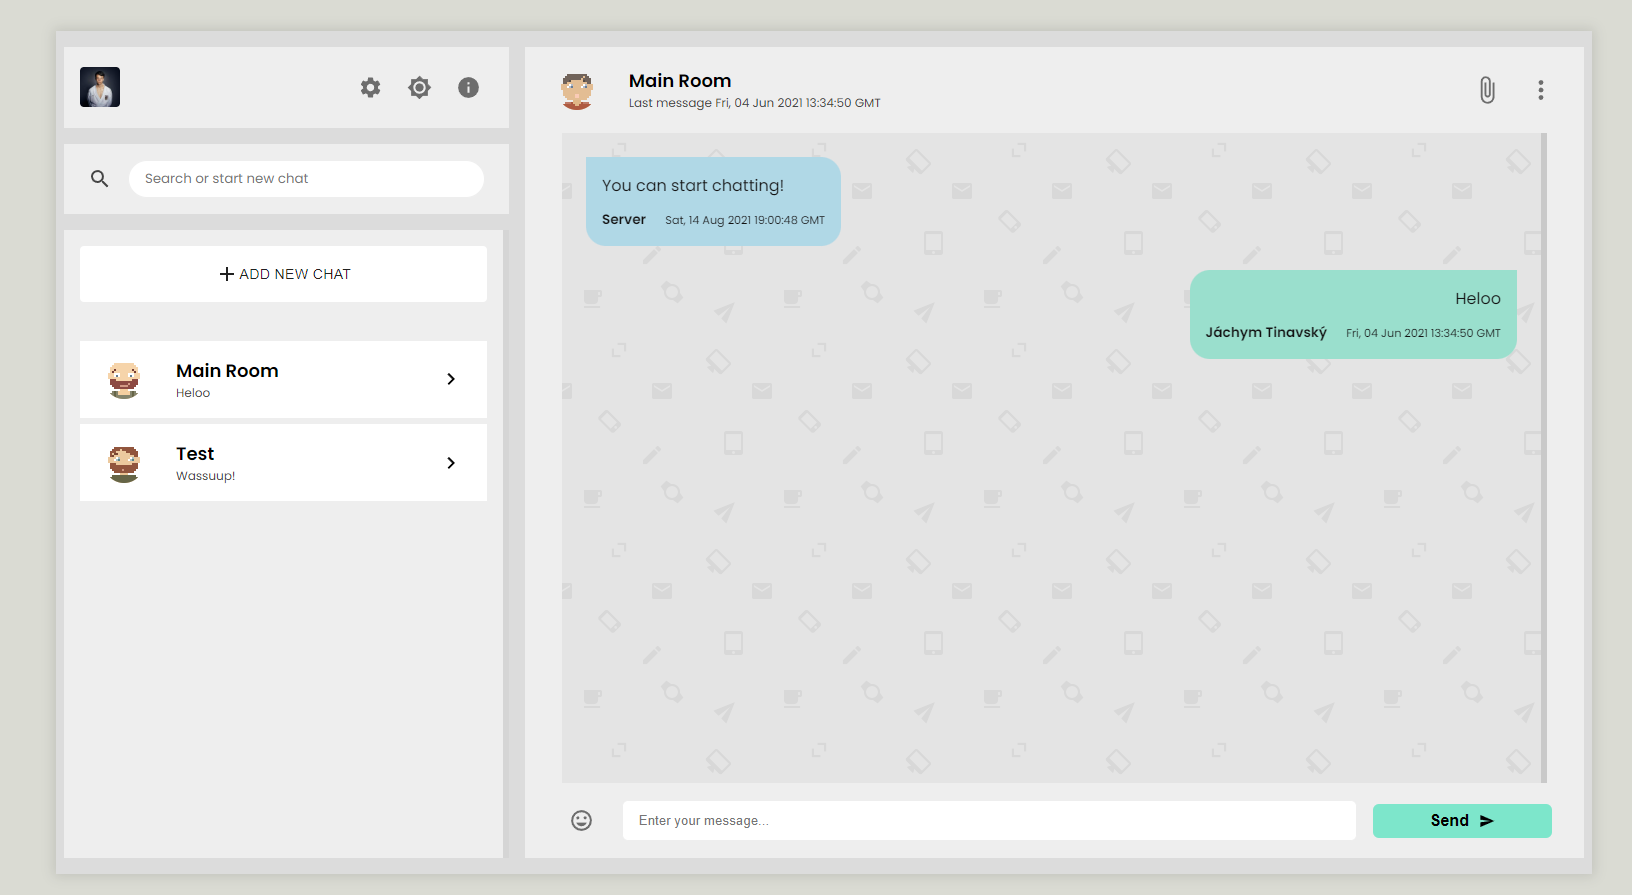 Search or start new chat
ADD NEW CHAT
Main Room
Heloo
Test
Wassuup!
Main Room
Last message Fri, 04 Jun 2021 13:34:50 GMT
You can start chatting!
Server Sat, 14 Aug 2021 19:00:48 GMT
Heloo
Jáchym Tinavský Fri, 04 Jun 2021 13:34:50 GMT
Enter your message...
Send